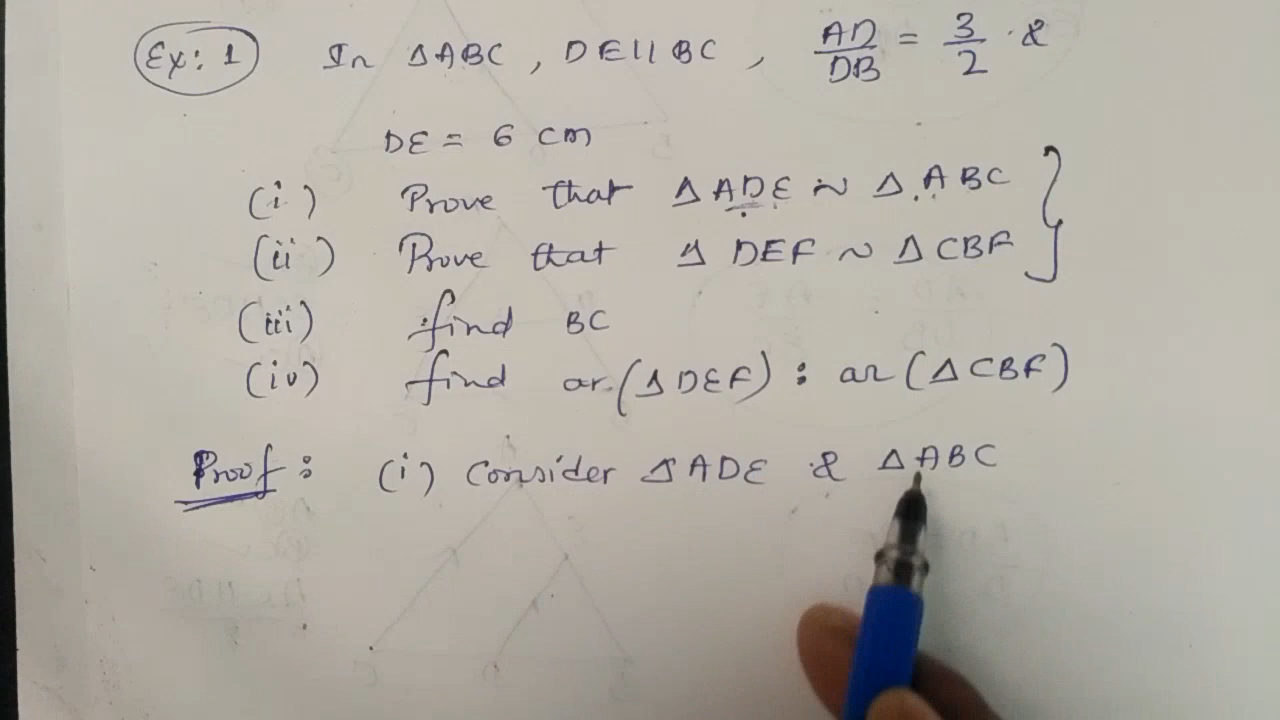 Ex: 1 In ΔABC, DE॥BC, AD/DB = 3/2 &
DE = 6 cm
(i) Prove that ΔADE ~ ΔABC
(ii) Prove that ΔDEF ~ ΔCBF
(iii) find BC
(iv) find ar.(ΔDEF) : ar(ΔCBF)
Proof: (i) Consider ΔADE & ΔABC